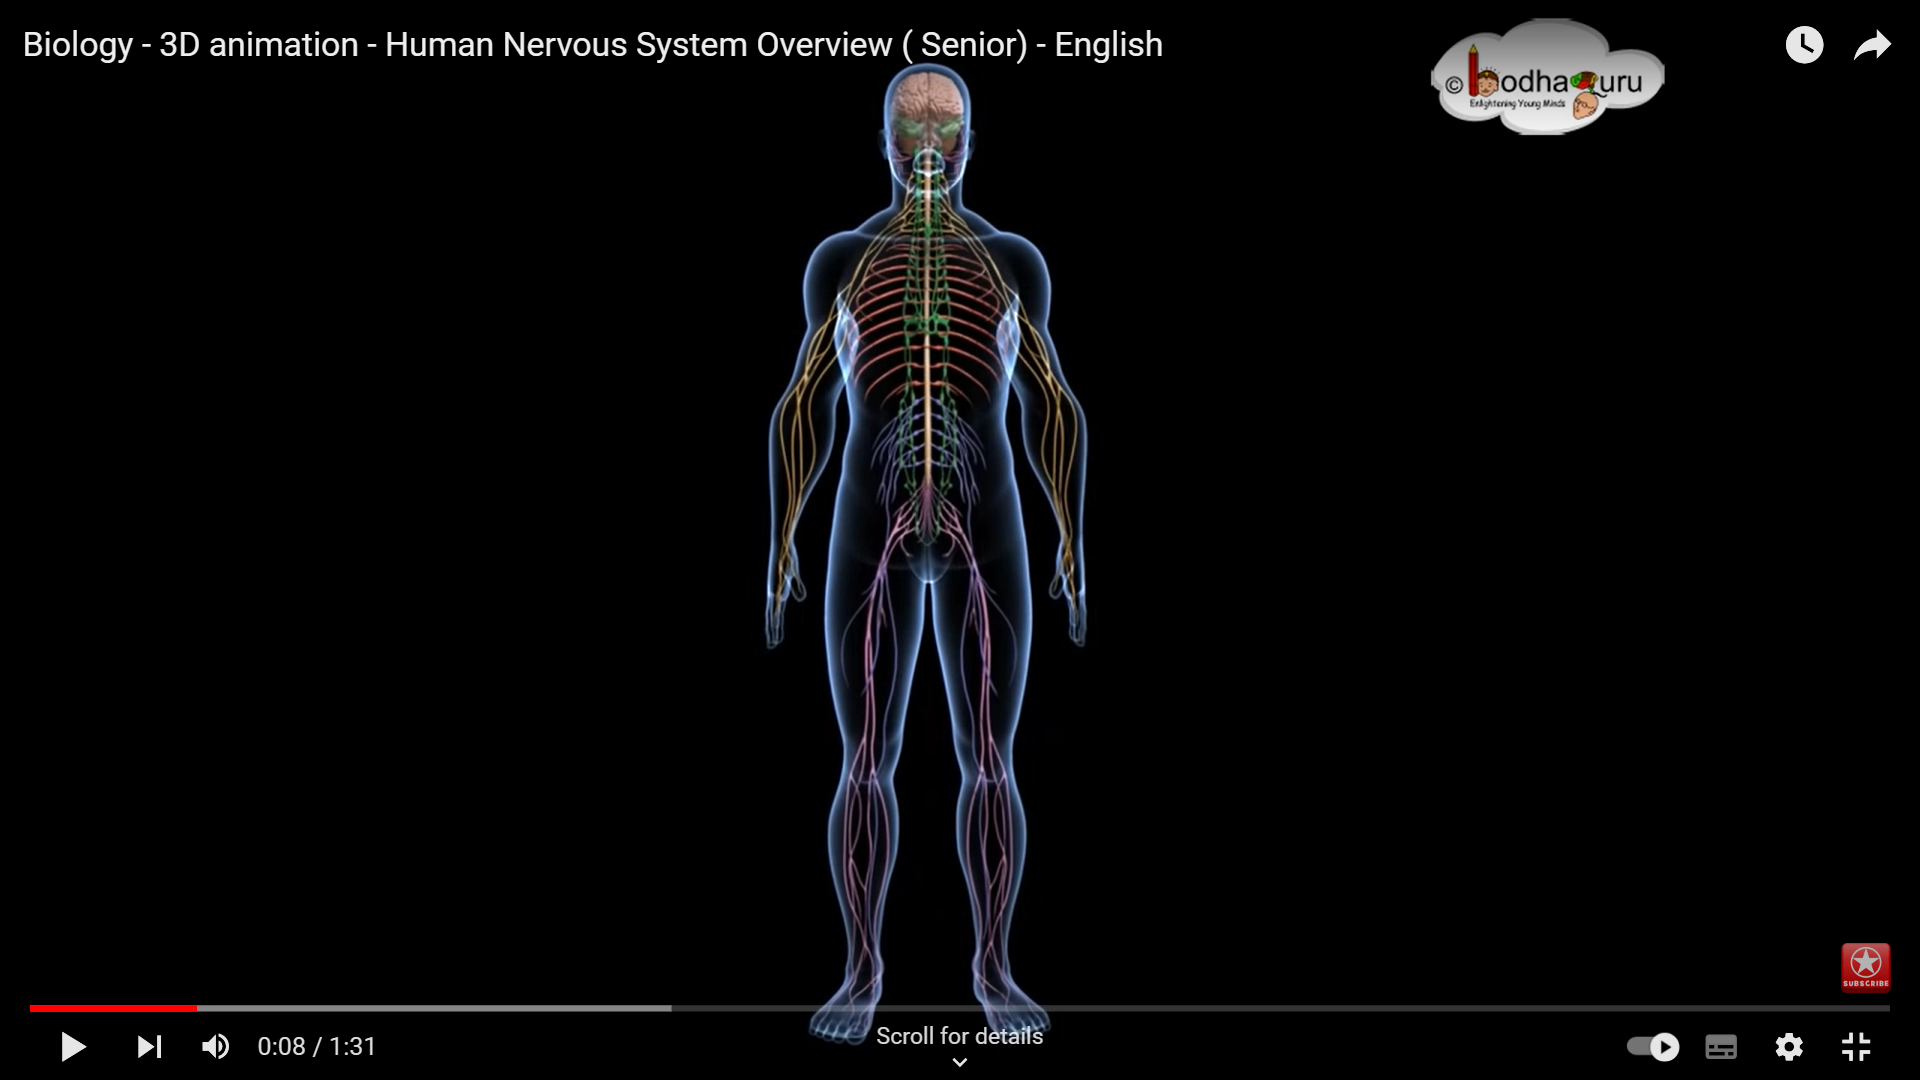 Biology - 3D animation - Human Nervous System Overview ( Senior) - English
© bodhaguru
Enlightening Young Minds
SUBSCRIBE
0:08 / 1:31
Scroll for details